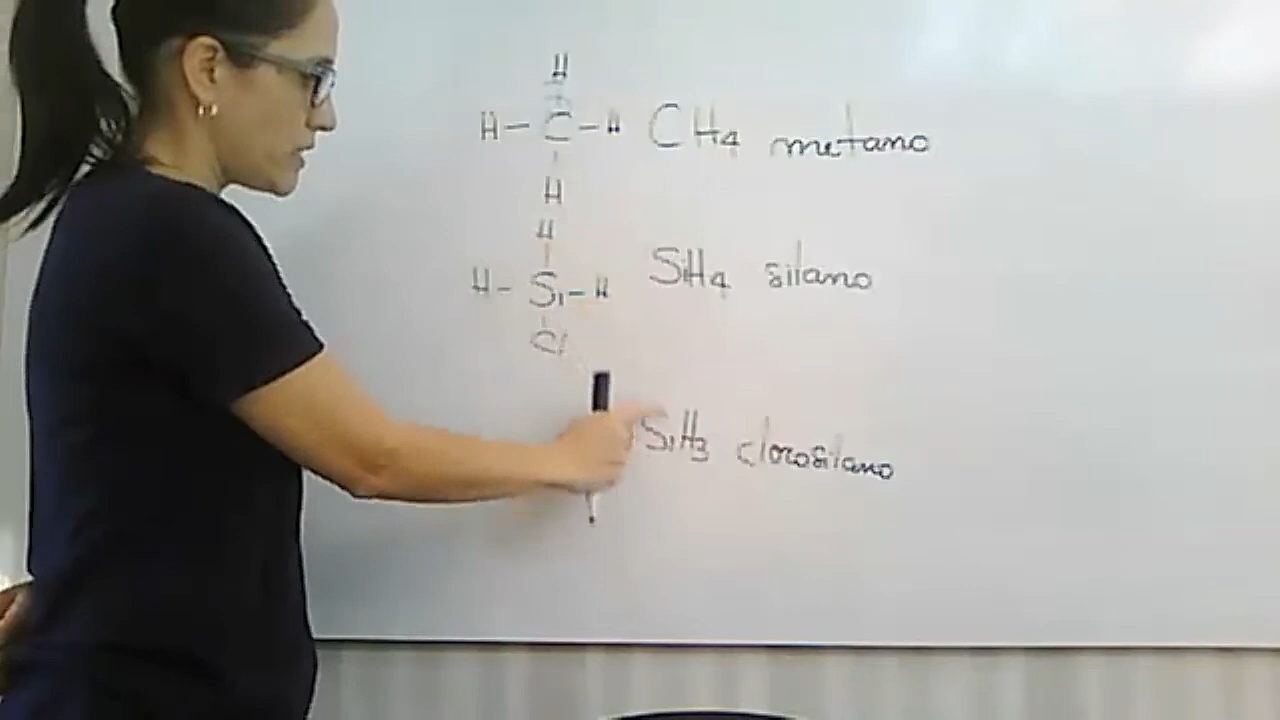 H
H – C – H CH4 metano
H
H
H – Si – H SiH4 silano
Cl
SiH3 clorosilano